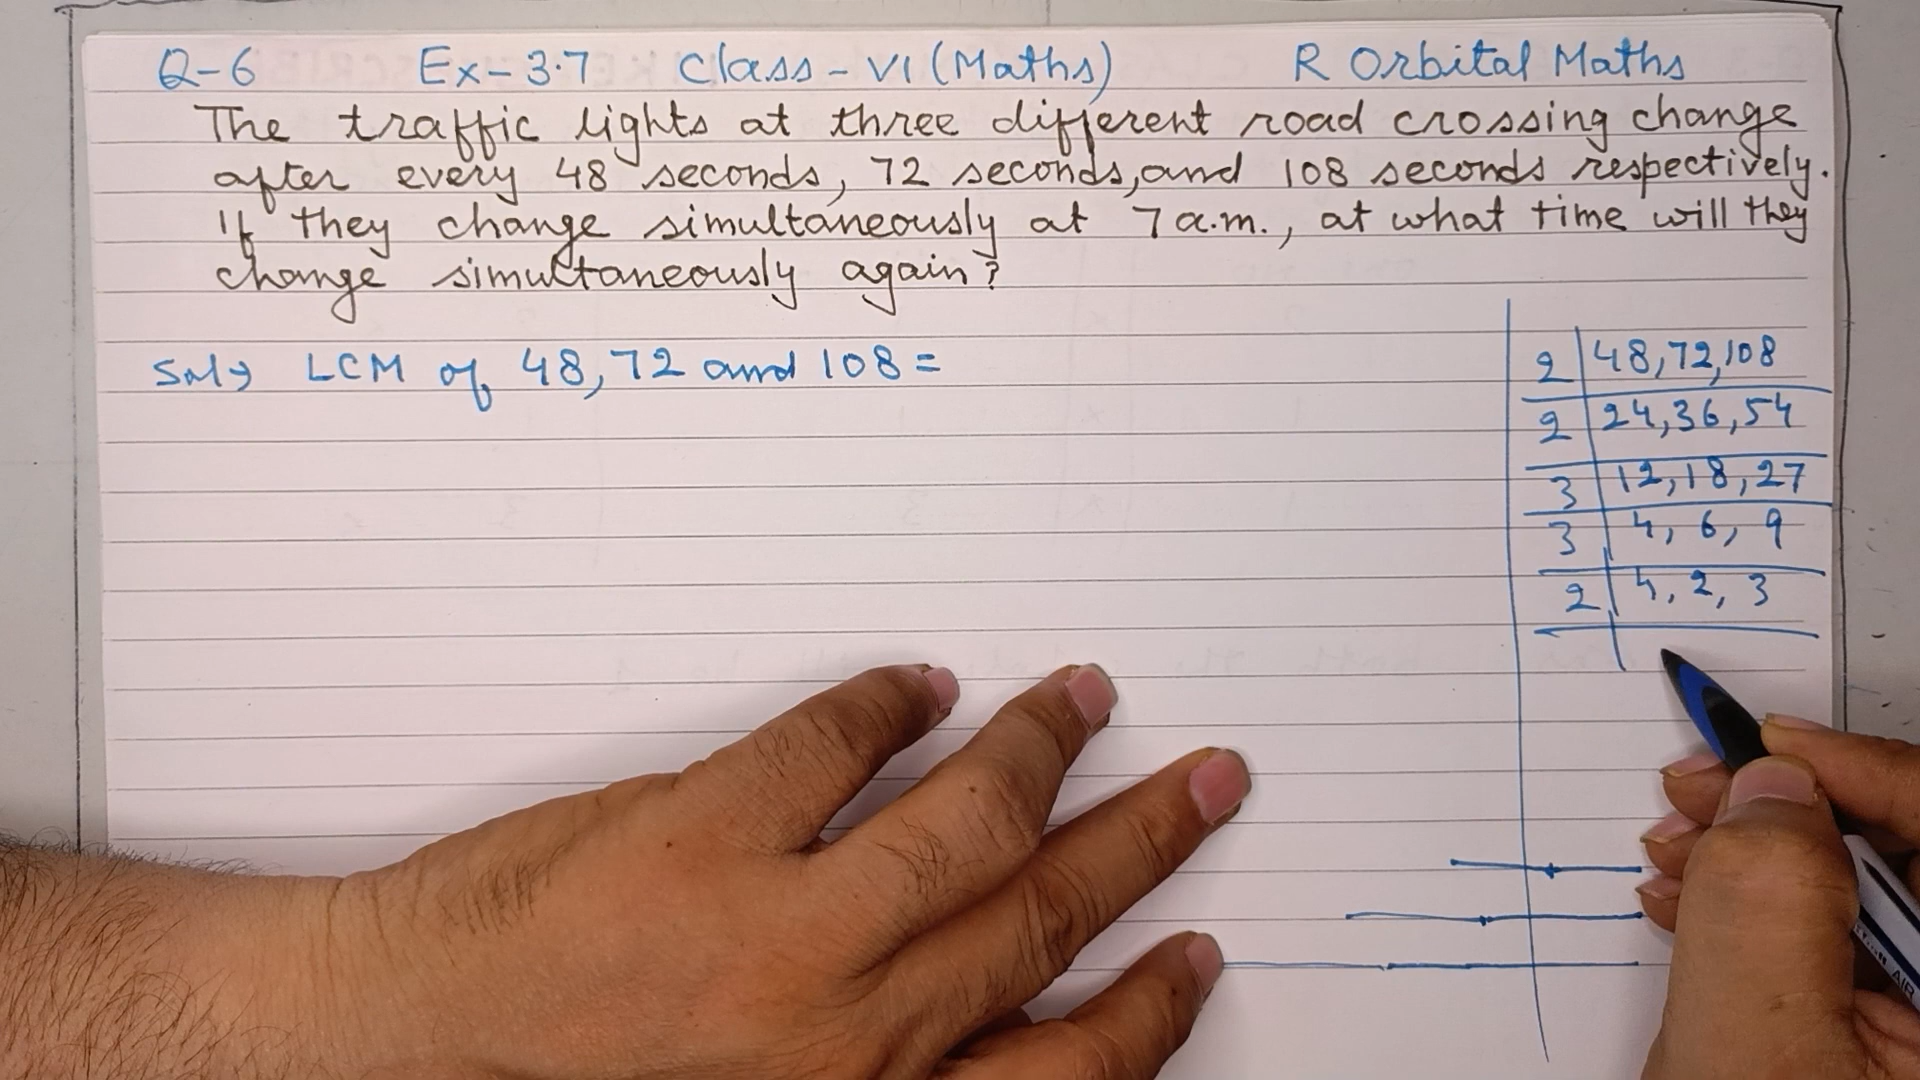 Q-6 Ex-3.7 Class-VI (Maths) R Orbital Maths
The traffic lights at three different road crossing change
after every 48 seconds, 72 seconds, and 108 seconds respectively.
If they change simultaneously at 7 a.m., at what time will they
change simultaneously again?
Sol→ LCM of 48, 72 and 108 =
2 48, 72, 108
2 24, 36, 54
3 12, 18, 27
3 4, 6, 9
2 4, 2, 3